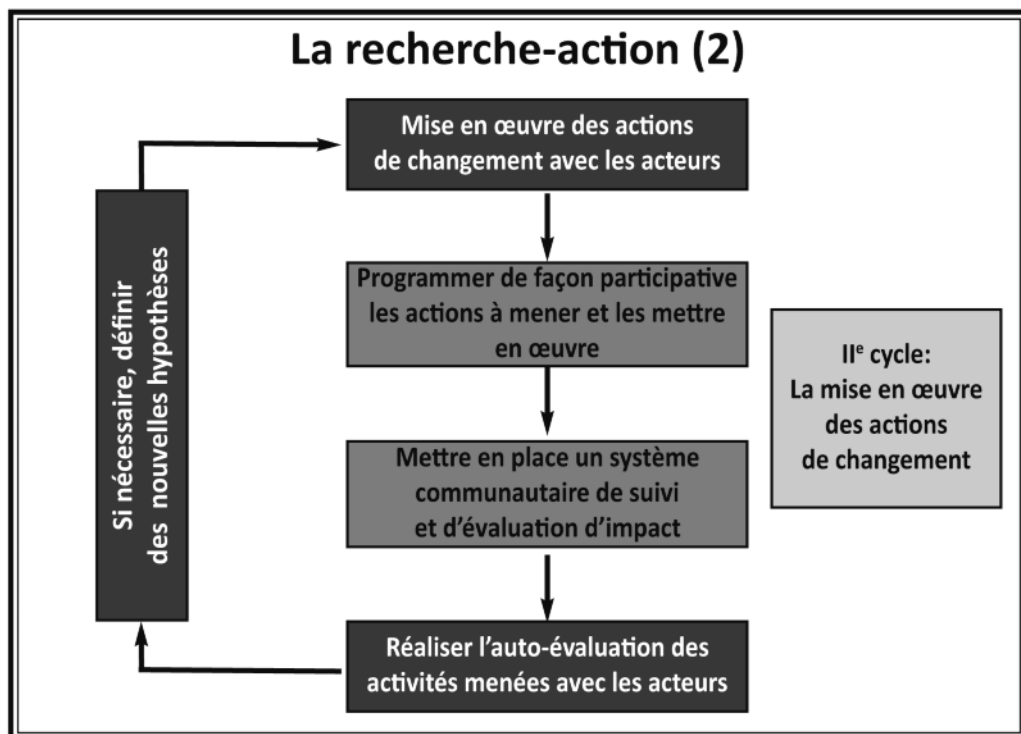 La recherche-action (2)
Mise en œuvre des actions
de changement avec les acteurs
Programmer de façon participative
les actions à mener et les mettre
en œuvre
Mettre en place un système
communautaire de suivi
et d’évaluation d’impact
Réaliser l’auto-évaluation des
activités menées avec les acteurs
Si nécessaire, définir
des nouvelles hypothèses
IIᵉ cycle:
La mise en œuvre
des actions
de changement